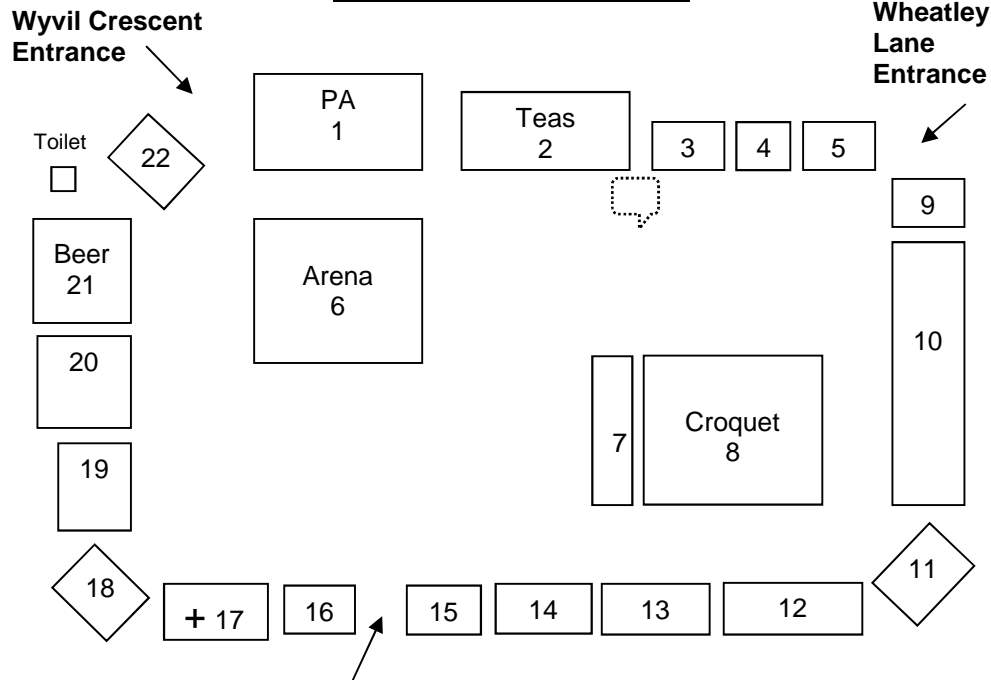 Wyvil Crescent
Entrance
Wheatley
Lane
Entrance
PA
1
Teas
2
3
4
5
Toilet
22
9
Beer
21
Arena
6
10
20
Croquet
8
7
19
11
18
+ 17
16
15
14
13
12